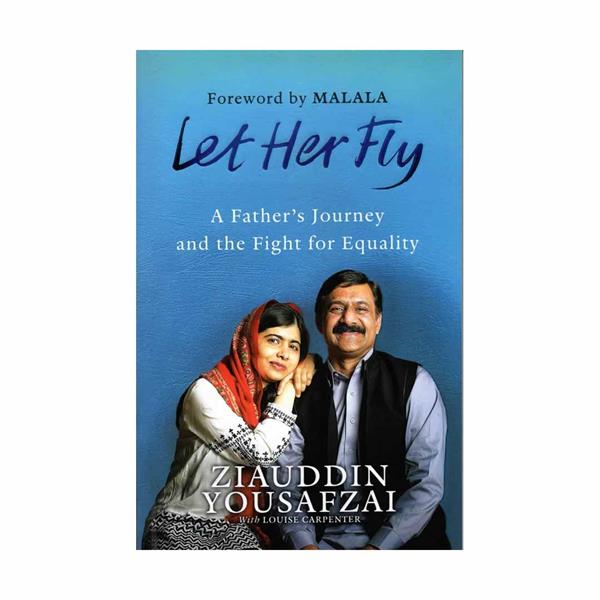 Foreword by MALALA
Let Her Fly
A Father's Journey
and the Fight for Equality
ZIAUDDIN
YOUSAFZAI
With LOUISE CARPENTER